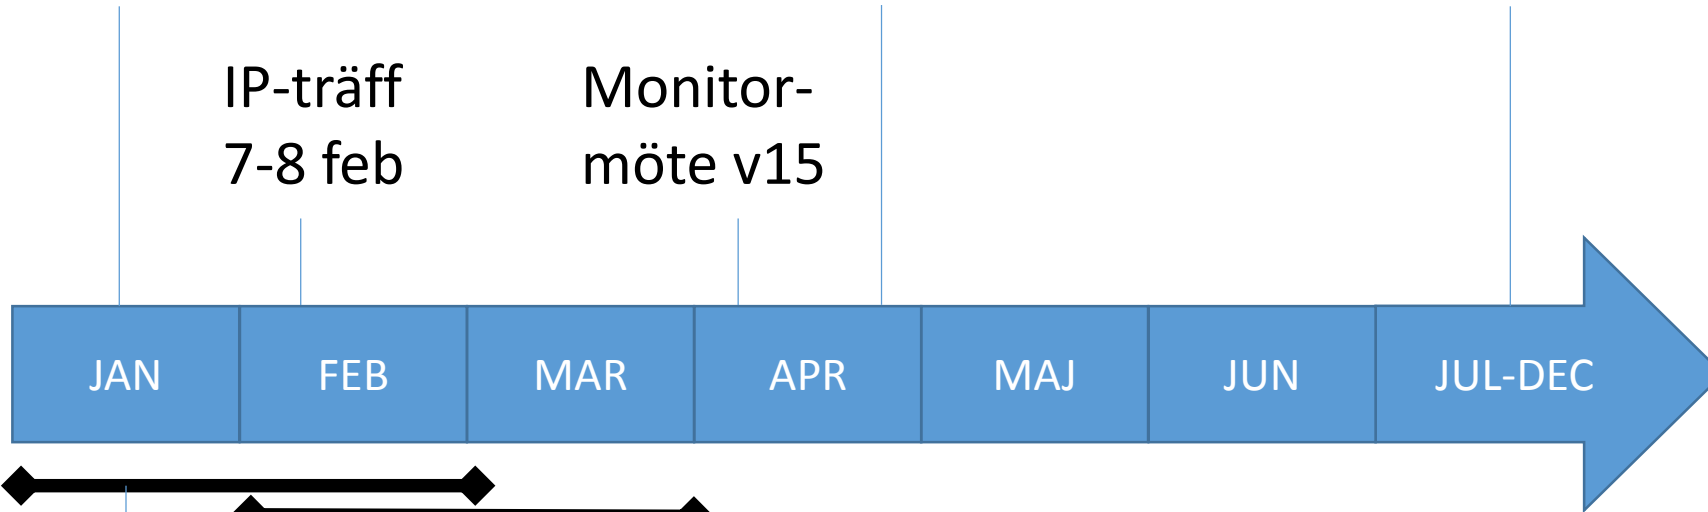 IP-träff
7-8 feb
Monitor-
möte v15
JAN
FEB
MAR
APR
MAJ
JUN
JUL-DEC